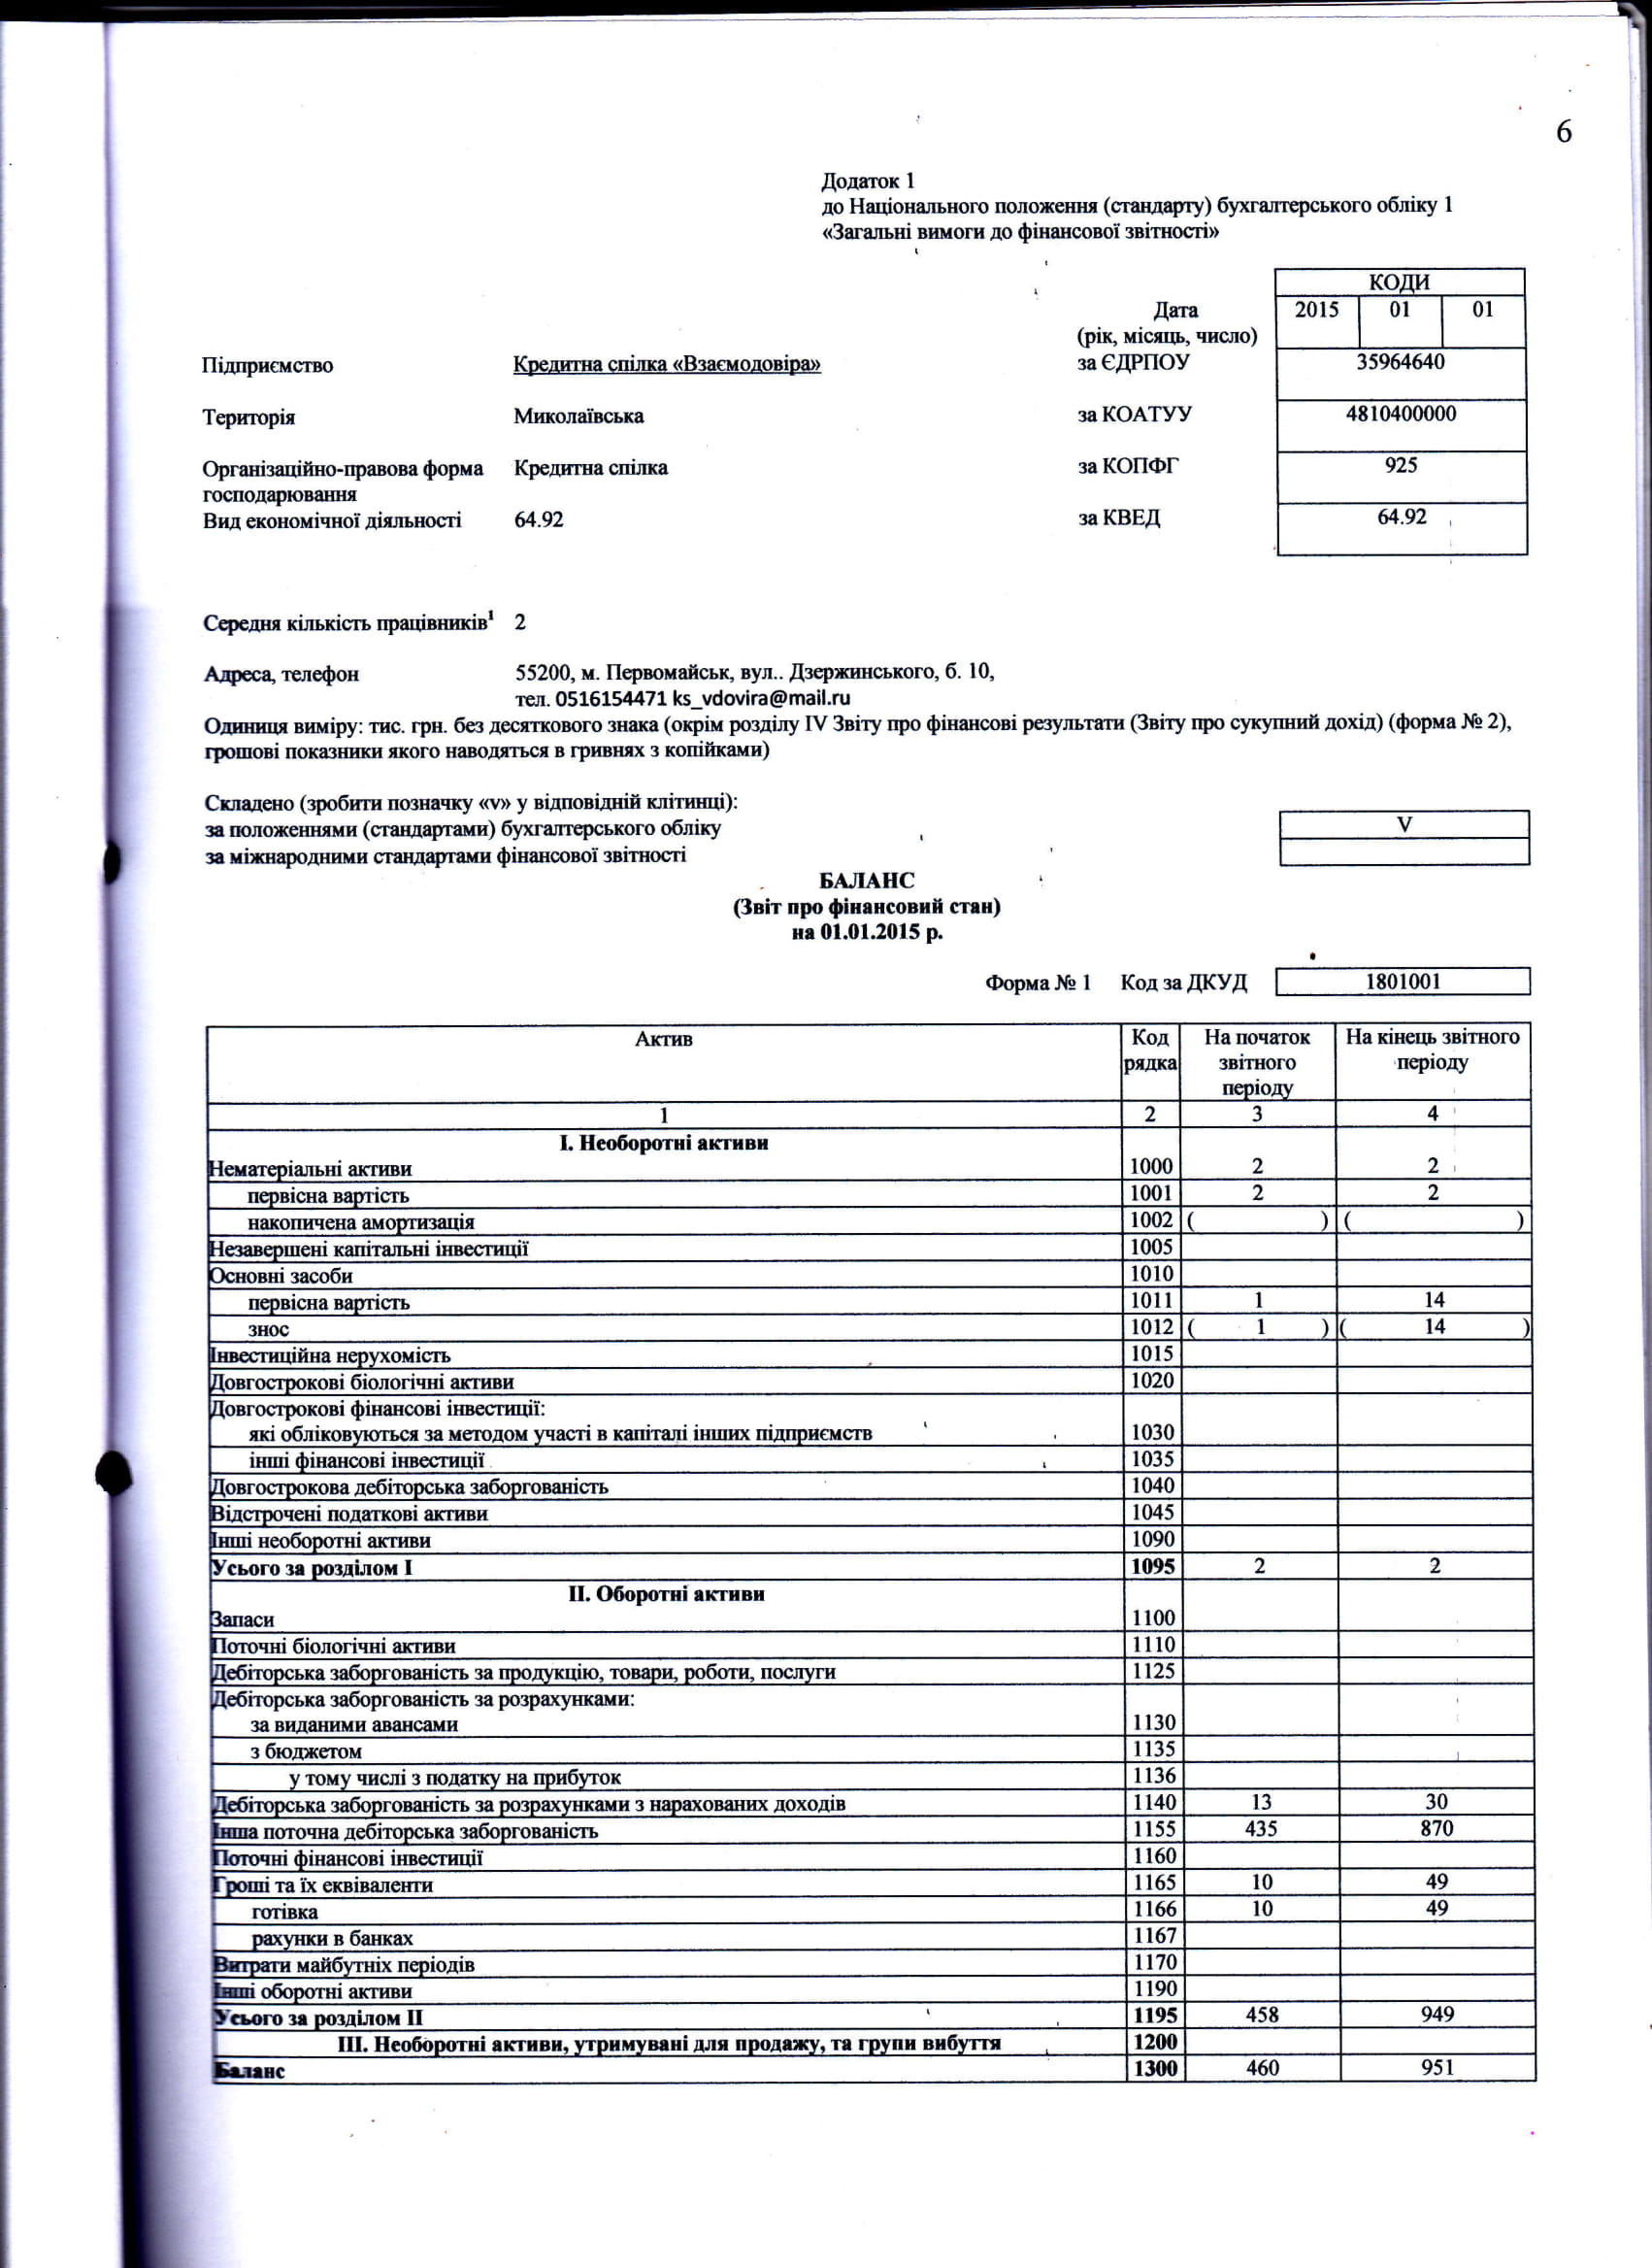 6
Додаток 1
до Національного положення (стандарту) бухгалтерського обліку 1
«Загальні вимоги до фінансової звітності»
КОДИ
Дата 2015 01 01
(рік, місяць, число)
Підприємство Кредитна спілка «Взаємодовіра» за ЄДРПОУ 35964640
Територія Миколаївська за КОАТУУ 4810400000
Організаційно-правова форма Кредитна спілка за КОПФГ 925
господарювання
Вид економічної діяльності 64.92 за КВЕД 64.92
Середня кількість працівників¹ 2
Адреса, телефон 55200, м. Первомайськ, вул.. Дзержинського, б. 10,
тел. 0516154471 ks_vdovira@mail.ru
Одиниця виміру: тис. грн. без десяткового знака (окрім розділу IV Звіту про фінансові результати (Звіту про сукупний дохід) (форма № 2),
грошові показники якого наводяться в гривнях з копійками)
Складено (зробити позначку «v» у відповідній клітинці):
за положеннями (стандартами) бухгалтерського обліку V
за міжнародними стандартами фінансової звітності
БАЛАНС
(Звіт про фінансовий стан)
на 01.01.2015 р.
Форма № 1 Код за ДКУД 1801001
Актив Код На початок На кінець звітного
рядка звітного періоду
періоду
1 2 3 4
І. Необоротні активи
Нематеріальні активи 1000 2 2
первісна вартість 1001 2 2
накопичена амортизація 1002 ( ) ( )
Незавершені капітальні інвестиції 1005
Основні засоби 1010
первісна вартість 1011 1 14
знос 1012 ( 1 ) ( 14 )
Інвестиційна нерухомість 1015
Довгострокові біологічні активи 1020
Довгострокові фінансові інвестиції:
які обліковуються за методом участі в капіталі інших підприємств 1030
інші фінансові інвестиції 1035
Довгострокова дебіторська заборгованість 1040
Відстрочені податкові активи 1045
Інші необоротні активи 1090
Усього за розділом І 1095 2 2
ІІ. Оборотні активи
Запаси 1100
Поточні біологічні активи 1110
Дебіторська заборгованість за продукцію, товари, роботи, послуги 1125
Дебіторська заборгованість за розрахунками:
за виданими авансами 1130
з бюджетом 1135
у тому числі з податку на прибуток 1136
Дебіторська заборгованість за розрахунками з нарахованих доходів 1140 13 30
Інша поточна дебіторська заборгованість 1155 435 870
Поточні фінансові інвестиції 1160
Гроші та їх еквіваленти 1165 10 49
готівка 1166 10 49
рахунки в банках 1167
Витрати майбутніх періодів 1170
Інші оборотні активи 1190
Усього за розділом ІІ 1195 458 949
ІІІ. Необоротні активи, утримувані для продажу, та групи вибуття 1200
Баланс 1300 460 951